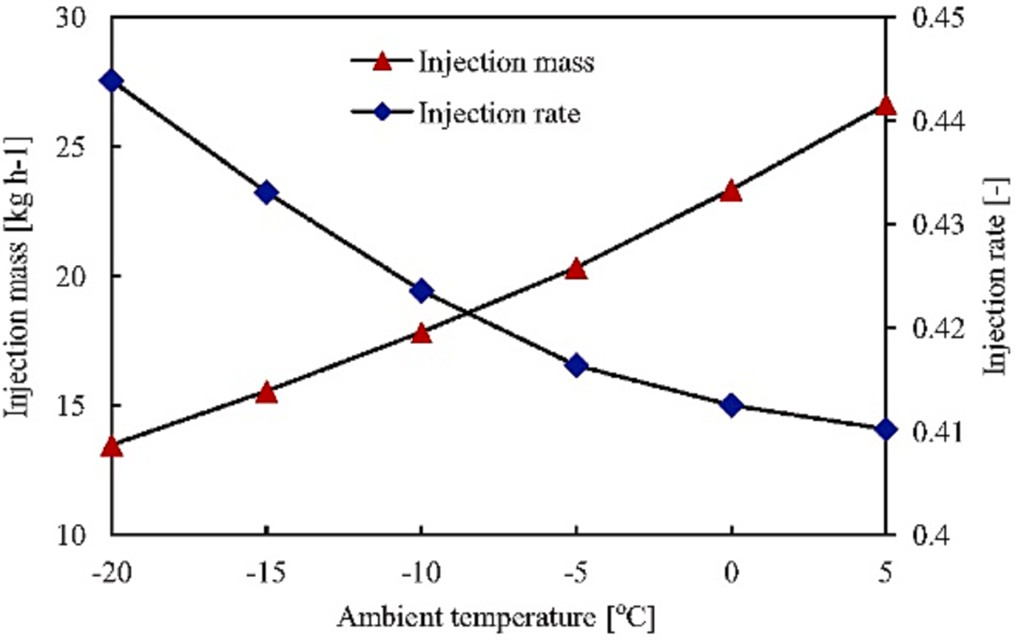 30
25
20
15
10
Injection mass [kg h-1]
Injection mass
Injection rate
0.45
0.44
0.43
0.42
0.41
0.4
Injection rate [-]
-20 -15 -10 -5 0 5
Ambient temperature [°C]